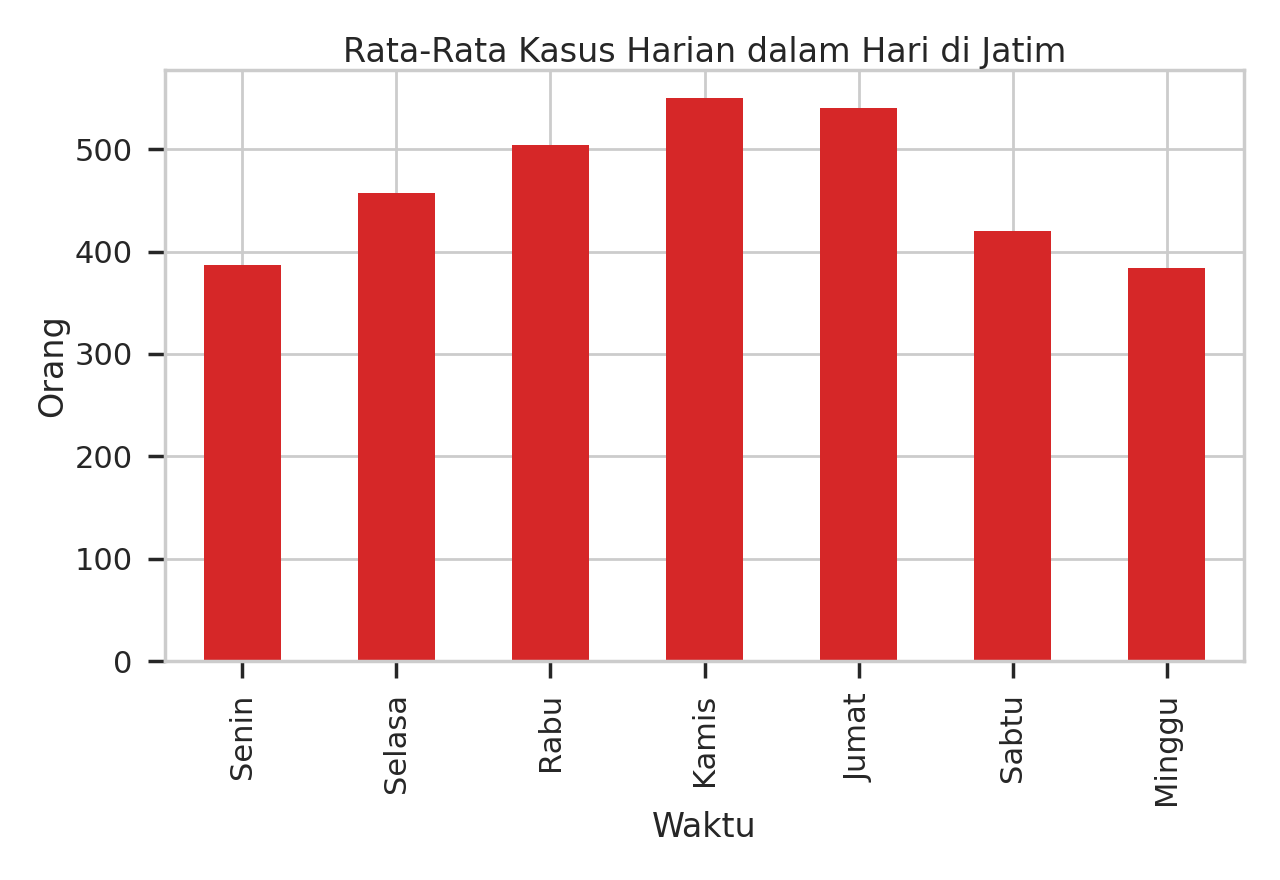 Rata-Rata Kasus Harian dalam Hari di Jatim
Orang
500
400
300
200
100
0
Senin
Selasa
Rabu
Kamis
Jumat
Sabtu
Minggu
Waktu